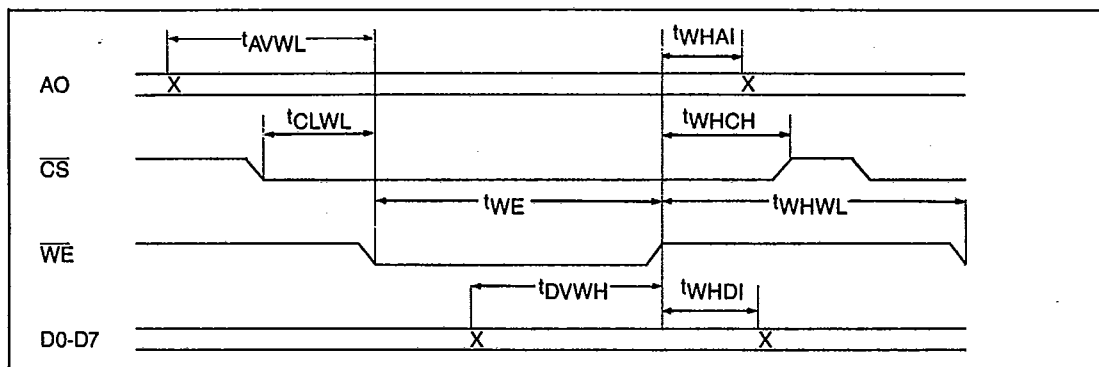 tAVWL tWHAI
AO X X
tCLWL tWHCH
CS
tWE tWHWL
WE
tDVWH tWHDI
D0-D7 X X